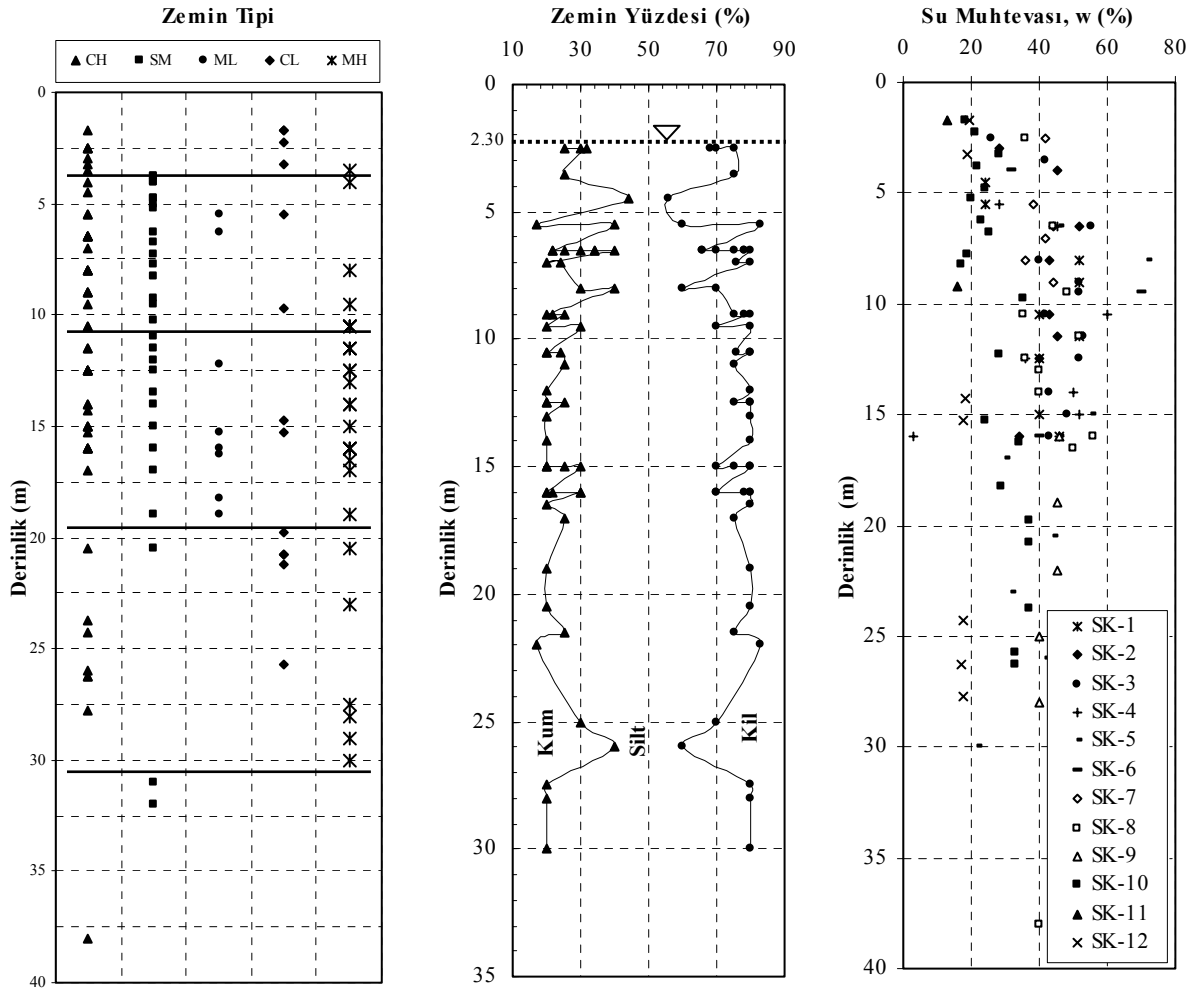 Zemin Tipi
CH SM ML CL MH
0
5
10
15
20
25
30
35
40
Derinlik (m)
Zemin Yüzdesi (%)
10 30 50 70 90
0
2.30
5
10
15
20
25
30
35
Derinlik (m)
Kum
Silt
Kil
Su Muhtevası, w (%)
0 20 40 60 80
0
5
10
15
20
25
30
35
40
Derinlik (m)
SK-1
SK-2
SK-3
SK-4
SK-5
SK-6
SK-7
SK-8
SK-9
SK-10
SK-11
SK-12